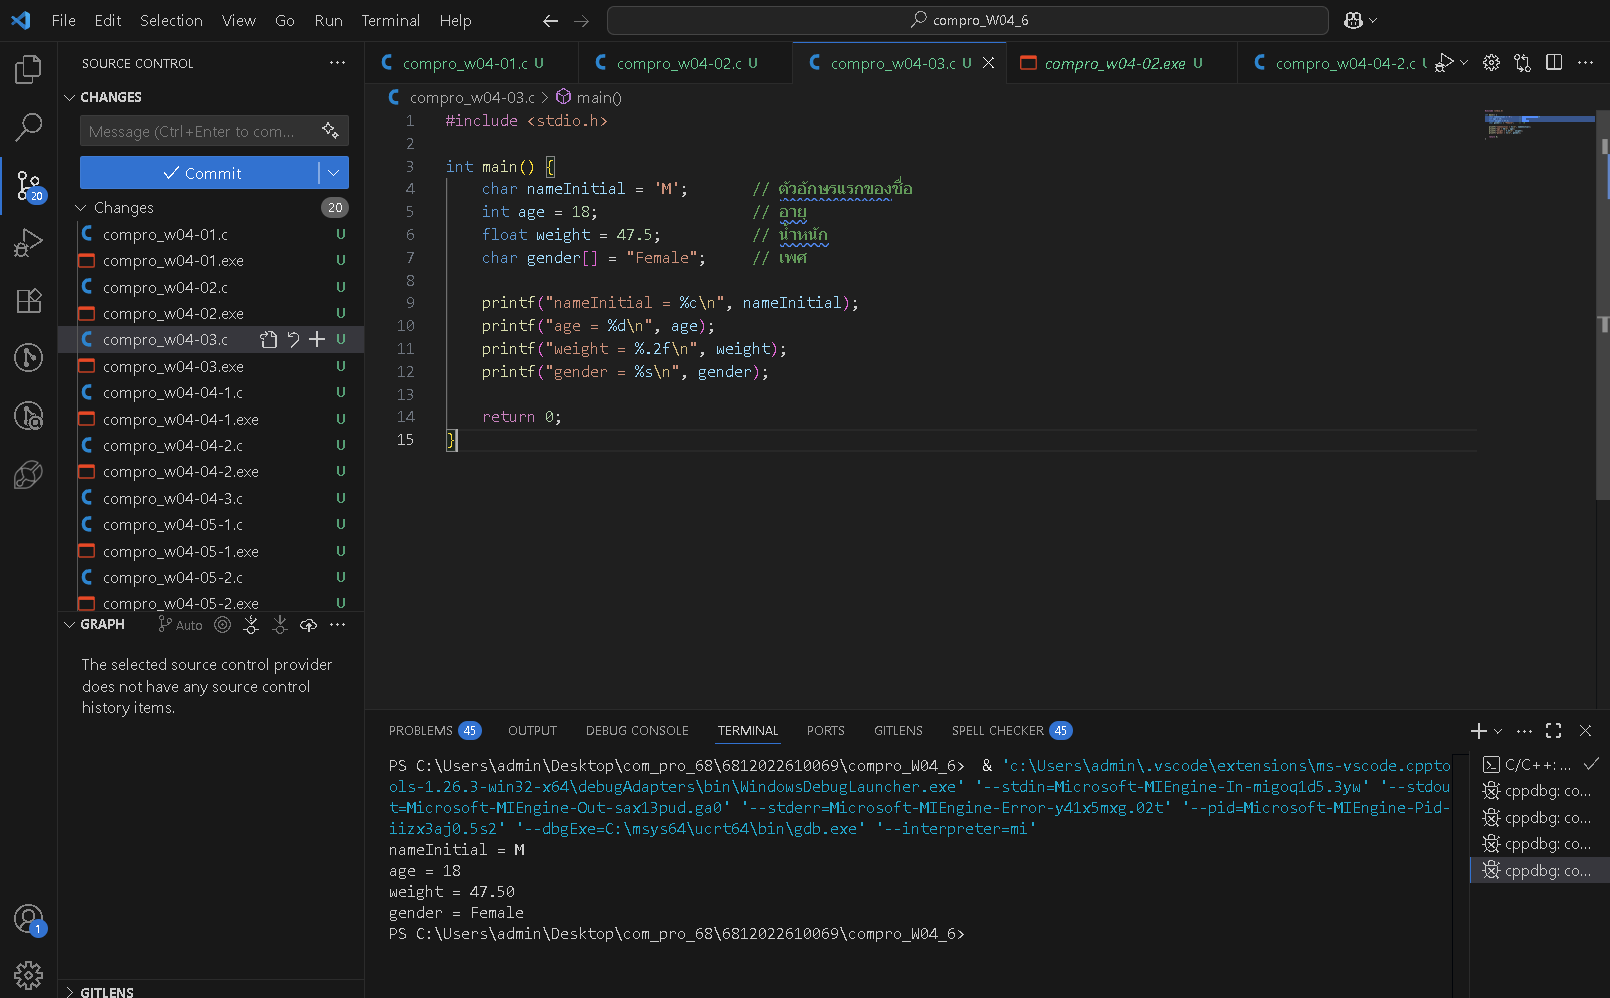 File Edit Selection View Go Run Terminal Help
compro_W04_6
SOURCE CONTROL
CHANGES
Message (Ctrl+Enter to com...
Commit
Changes 20
compro_w04-01.c U
compro_w04-01.exe U
compro_w04-02.c U
compro_w04-02.exe U
compro_w04-03.c U
compro_w04-03.exe U
compro_w04-04-1.c U
compro_w04-04-1.exe U
compro_w04-04-2.c U
compro_w04-04-2.exe U
compro_w04-04-3.c U
compro_w04-05-1.c U
compro_w04-05-1.exe U
compro_w04-05-2.c U
compro_w04-05-2.exe U
GRAPH Auto
The selected source control provider
does not have any source control
history items.
GITLENS
20
1
compro_w04-01.c U compro_w04-02.c U compro_w04-03.c U compro_w04-02.exe U compro_w04-04-2.c U
compro_w04-03.c > main()
1 #include <stdio.h>
2
3 int main() {
4 char nameInitial = 'M'; // ตัวอักษรแรกของชื่อ
5 int age = 18; // อายุ
6 float weight = 47.5; // น้ำหนัก
7 char gender[] = "Female"; // เพศ
8
9 printf("nameInitial = %c\n", nameInitial);
10 printf("age = %d\n", age);
11 printf("weight = %.2f\n", weight);
12 printf("gender = %s\n", gender);
13
14 return 0;
15 }
PROBLEMS 45 OUTPUT DEBUG CONSOLE TERMINAL PORTS GITLENS SPELL CHECKER 45
PS C:\Users\admin\Desktop\com_pro_68\6812022610069\compro_W04_6> & 'c:\Users\admin\.vscode\extensions\ms-vscode.cppto
ols-1.26.3-win32-x64\debugAdapters\bin\WindowsDebugLauncher.exe' '--stdin=Microsoft-MIEngine-In-migoq1d5.3yw' '--stdou
t=Microsoft-MIEngine-Out-sax13pud.ga0' '--stderr=Microsoft-MIEngine-Error-y41x5mxg.02t' '--pid=Microsoft-MIEngine-Pid-
iizx3aj0.5s2' '--dbgExe=C:\msys64\ucrt64\bin\gdb.exe' '--interpreter=mi'
nameInitial = M
age = 18
weight = 47.50
gender = Female
PS C:\Users\admin\Desktop\com_pro_68\6812022610069\compro_W04_6>
C/C++: ...
cppdbg: co...
cppdbg: co...
cppdbg: co...
cppdbg: co...